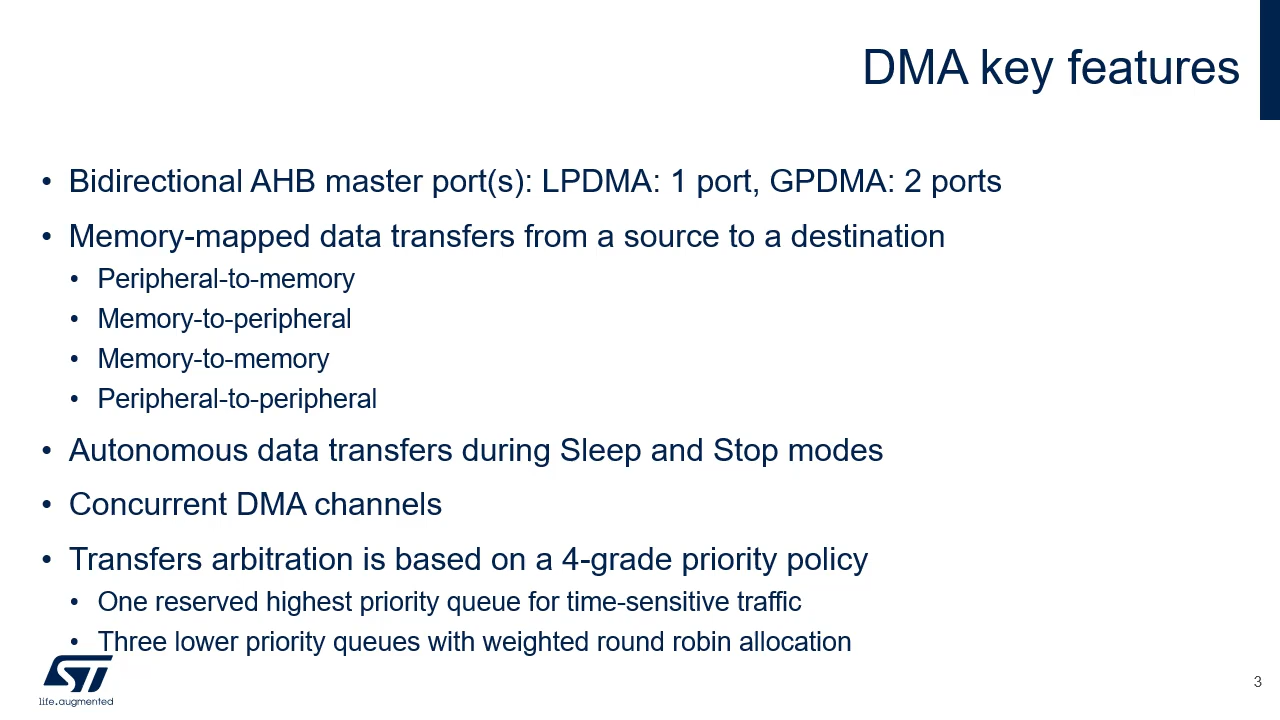 DMA key features
• Bidirectional AHB master port(s): LPDMA: 1 port, GPDMA: 2 ports
• Memory-mapped data transfers from a source to a destination
• Peripheral-to-memory
• Memory-to-peripheral
• Memory-to-memory
• Peripheral-to-peripheral
• Autonomous data transfers during Sleep and Stop modes
• Concurrent DMA channels
• Transfers arbitration is based on a 4-grade priority policy
• One reserved highest priority queue for time-sensitive traffic
• Three lower priority queues with weighted round robin allocation
ST
life.augmented
3